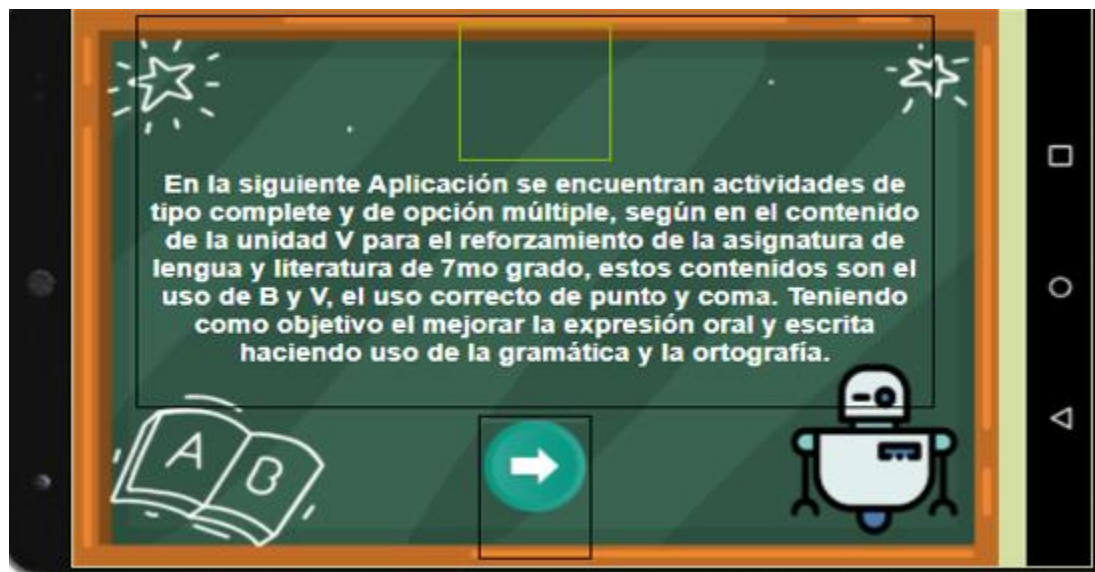 En la siguiente Aplicación se encuentran actividades de
tipo complete y de opción múltiple, según en el contenido
de la unidad V para el reforzamiento de la asignatura de
lengua y literatura de 7mo grado, estos contenidos son el
uso de B y V, el uso correcto de punto y coma. Teniendo
como objetivo el mejorar la expresión oral y escrita
haciendo uso de la gramática y la ortografía.
A B